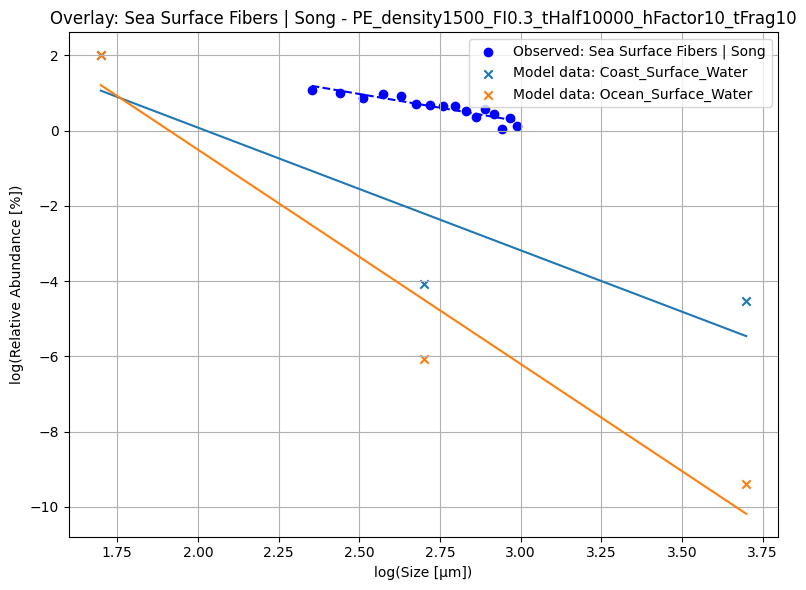 Overlay: Sea Surface Fibers | Song - PE_density1500_FI0.3_tHalf10000_hFactor10_tFrag10
Observed: Sea Surface Fibers | Song
Model data: Coast_Surface_Water
Model data: Ocean_Surface_Water
log(Relative Abundance [%])
2
0
−2
−4
−6
−8
−10
1.75
2.00
2.25
2.50
2.75
3.00
3.25
3.50
3.75
log(Size [μm])